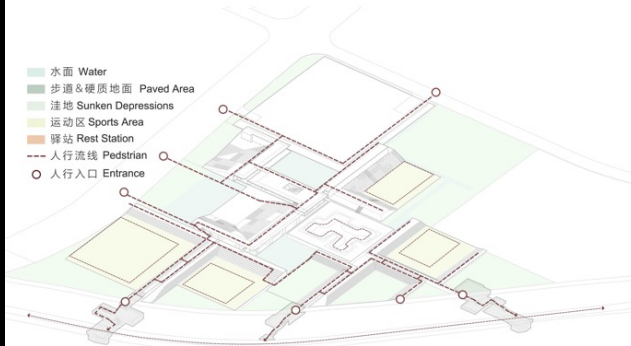 水面 Water
步道&硬质地面 Paved Area
洼地 Sunken Depressions
运动区 Sports Area
驿站 Rest Station
人行流线 Pedstrian
人行入口 Entrance